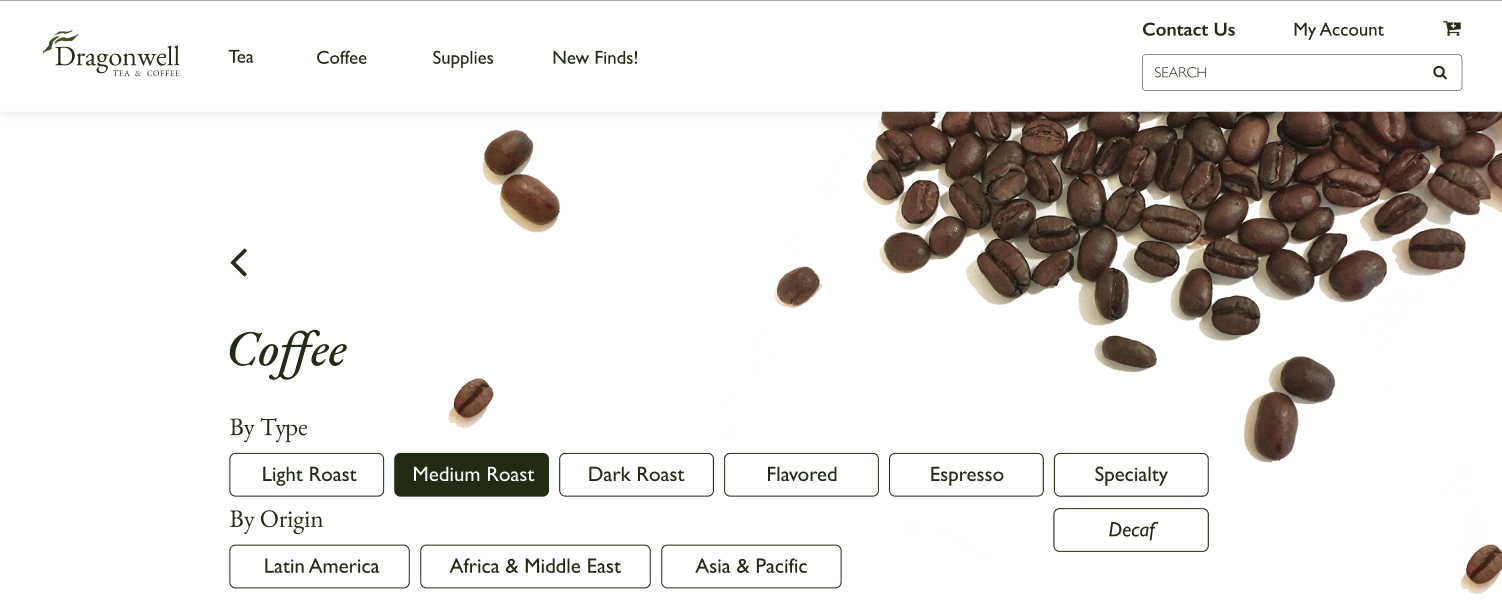 Dragonwell
TEA & COFFEE
Tea
Coffee
Supplies
New Finds!
Contact Us
My Account
SEARCH
Coffee
By Type
Light Roast
Medium Roast
Dark Roast
Flavored
Espresso
Specialty
Decaf
By Origin
Latin America
Africa & Middle East
Asia & Pacific